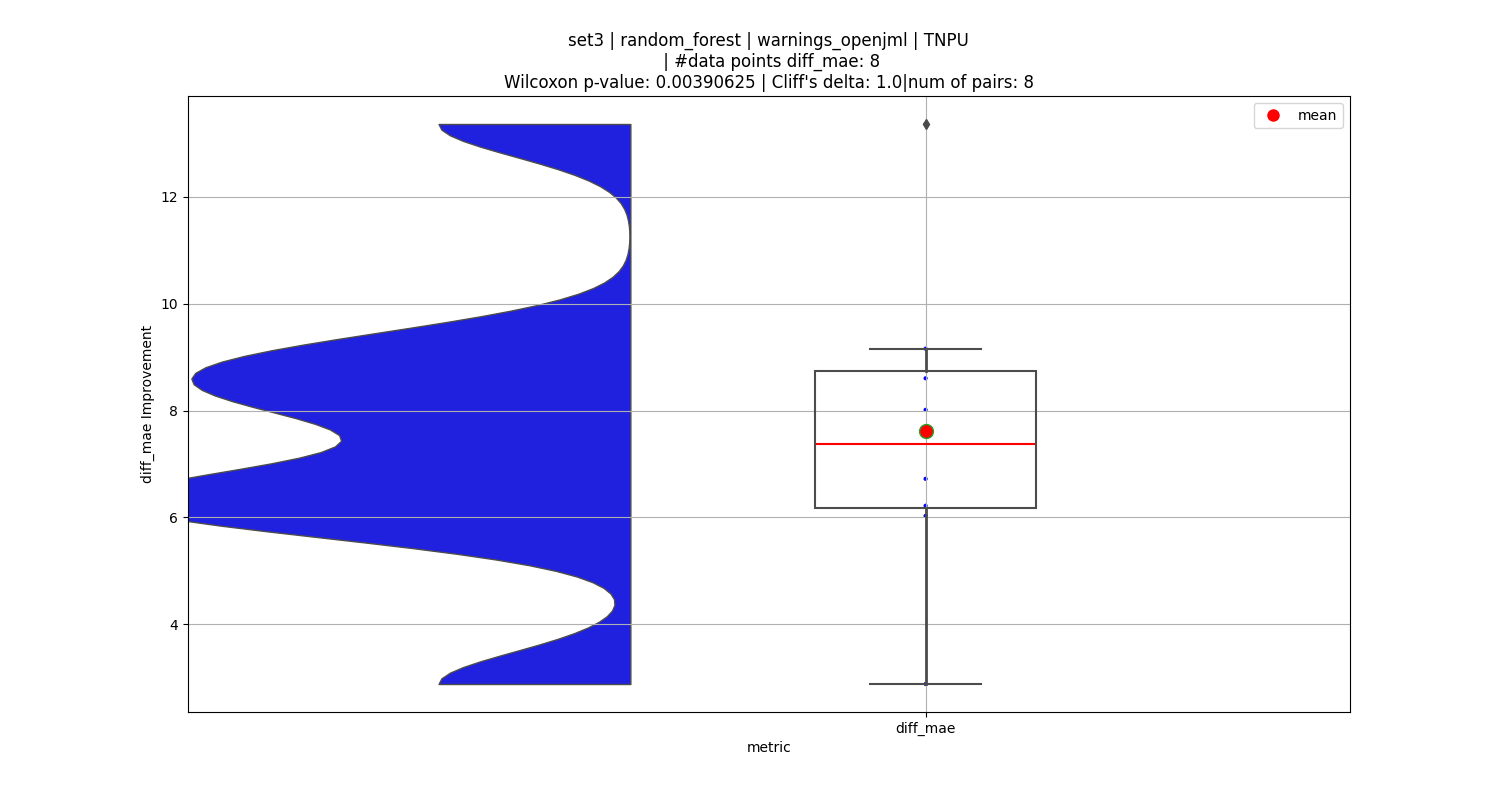 set3 | random_forest | warnings_openjml | TNPU
| #data points diff_mae: 8
Wilcoxon p-value: 0.00390625 | Cliff's delta: 1.0|num of pairs: 8
mean
12
10
8
6
4
diff_mae Improvement
diff_mae
metric